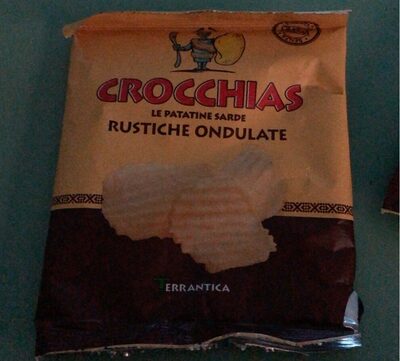 CROCCHIAS
LE PATATINE SARDE
RUSTICHE ONDULATE
TERRANTICA